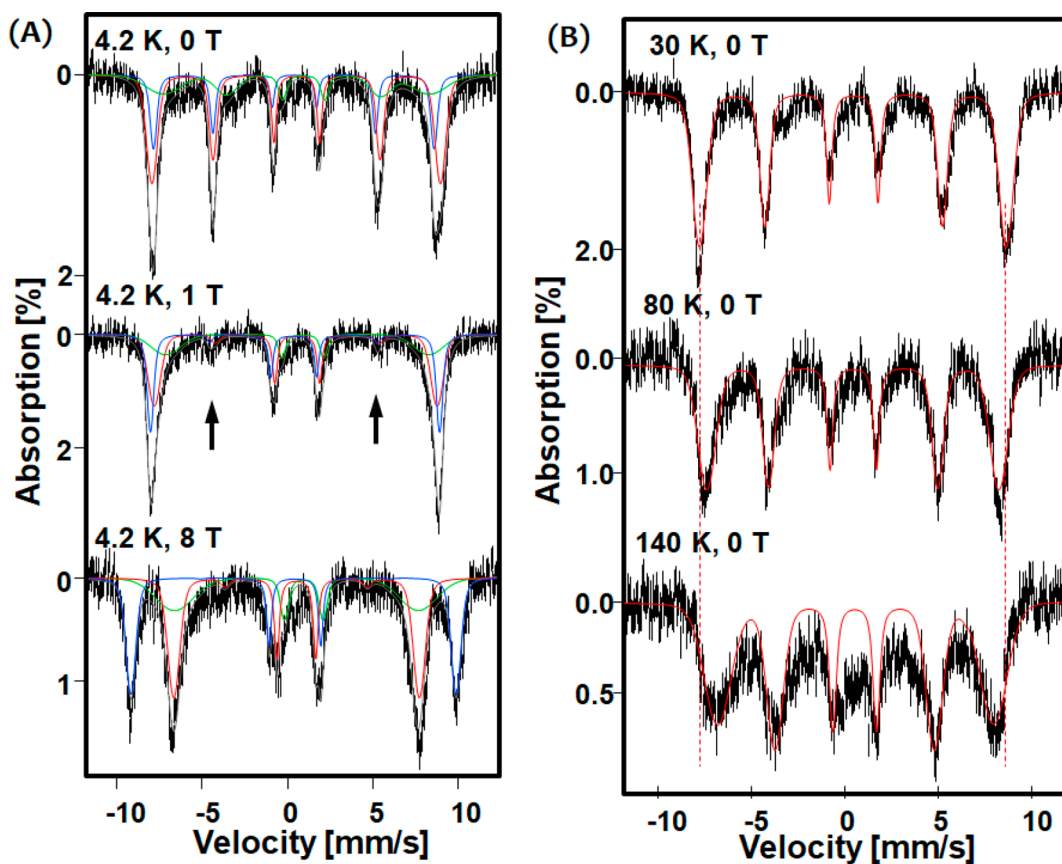 (A)
4.2 K, 0 T
0
2
4.2 K, 1 T
0
2
4.2 K, 8 T
0
1
Absorption [%]
-10 -5 0 5 10
Velocity [mm/s]
(B)
30 K, 0 T
0.0
2.0
80 K, 0 T
0.0
1.0
140 K, 0 T
0.0
0.5
Absorption [%]
-10 -5 0 5 10
Velocity [mm/s]